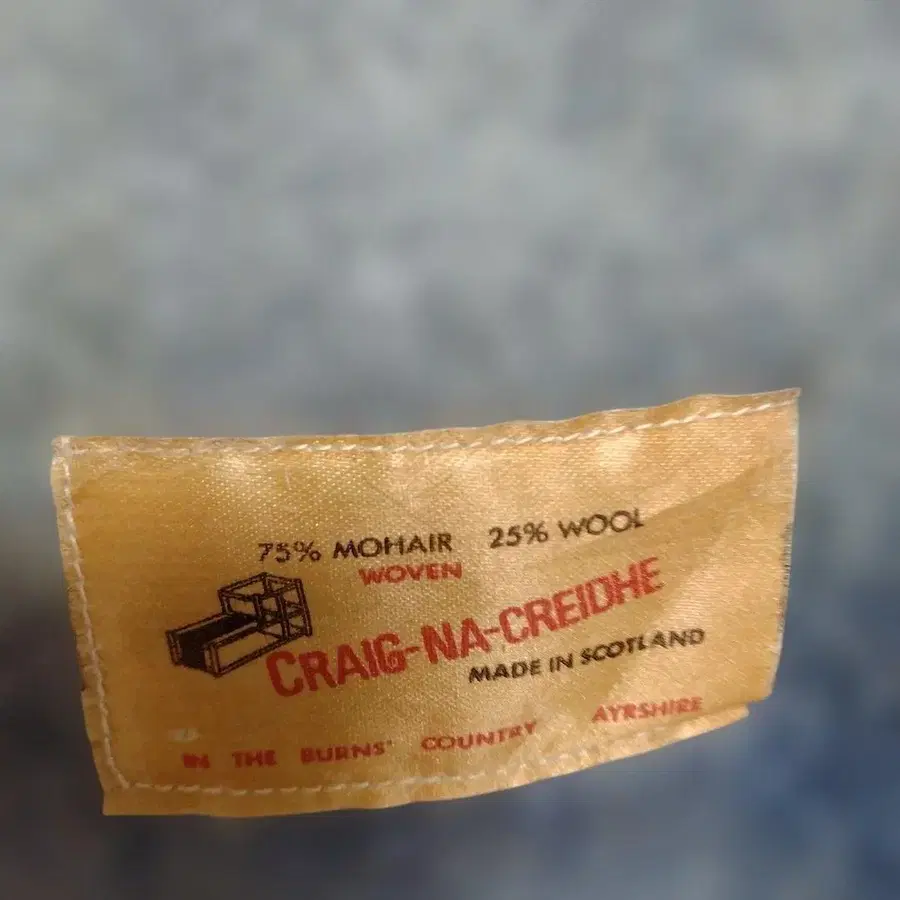 75% MOHAIR 25% WOOL
WOVEN
CRAIG-NA-CREIDHE
MADE IN SCOTLAND
IN THE BURNS' COUNTRY AYRSHIRE